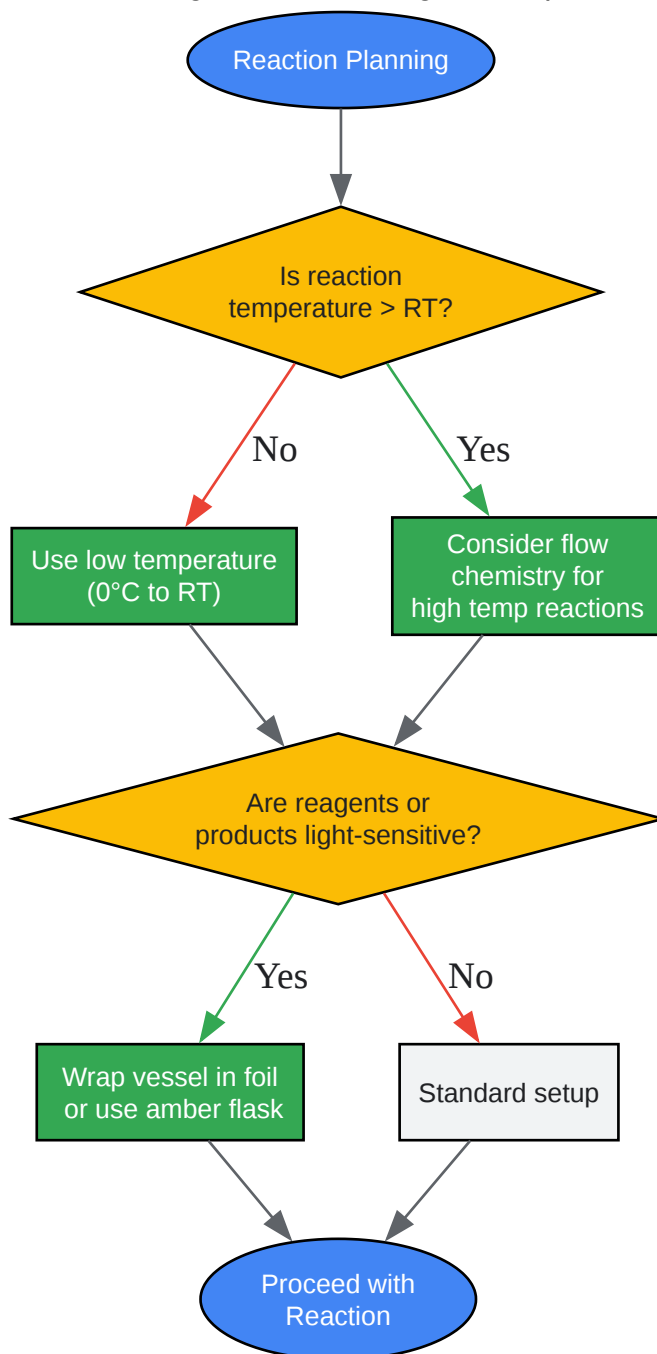 Reaction Planning
Is reaction
temperature > RT?
No
Yes
Use low temperature
(0°C to RT)
Consider flow
chemistry for
high temp reactions
Are reagents or
products light-sensitive?
Yes
No
Wrap vessel in foil
or use amber flask
Standard setup
Proceed with
Reaction